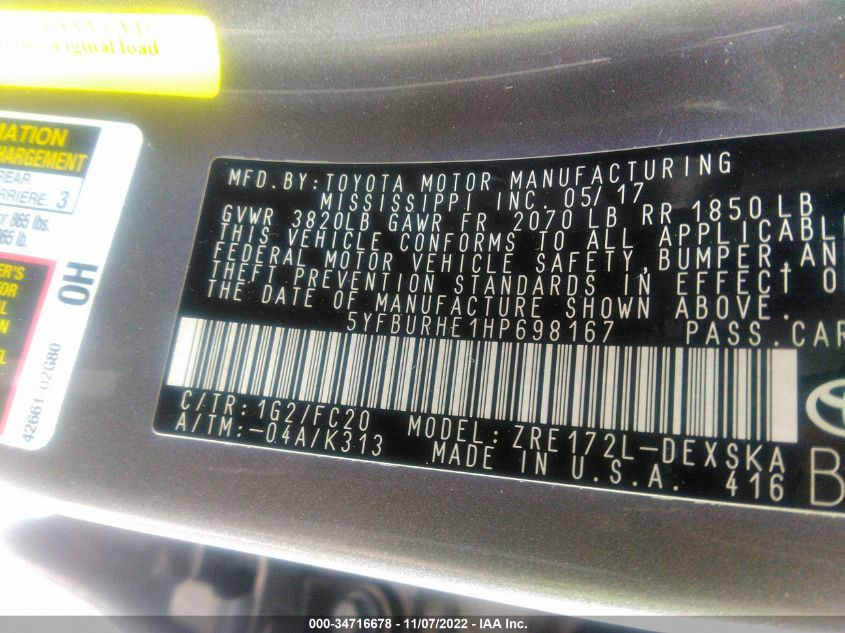 original load
MATION
HARGEMENT
REAR
RRIERE: 3
865 lbs.
OH
42661-02G80
MFD.BY:TOYOTA MOTOR MANUFACTURING
MISSISSIPPI INC. 05/17
GVWR 3820LB GAWR FR 2070 LB RR 1850 LB
THIS VEHICLE CONFORMS TO ALL APPLICABLE
FEDERAL MOTOR VEHICLE SAFETY,BUMPER,AN
THEFT PREVENTION STANDARDS IN EFFECT O
THE DATE OF MANUFACTURE SHOWN ABOVE.
5YFBURHE1HP698167 PASS.CAR
C/TR:1G2/FC20 MODEL:ZRE172L-DEXSKA
A/TM:-04A/K313 MADE IN U.S.A. 416
B
000-34716678 - 11/07/2022 - IAA Inc.